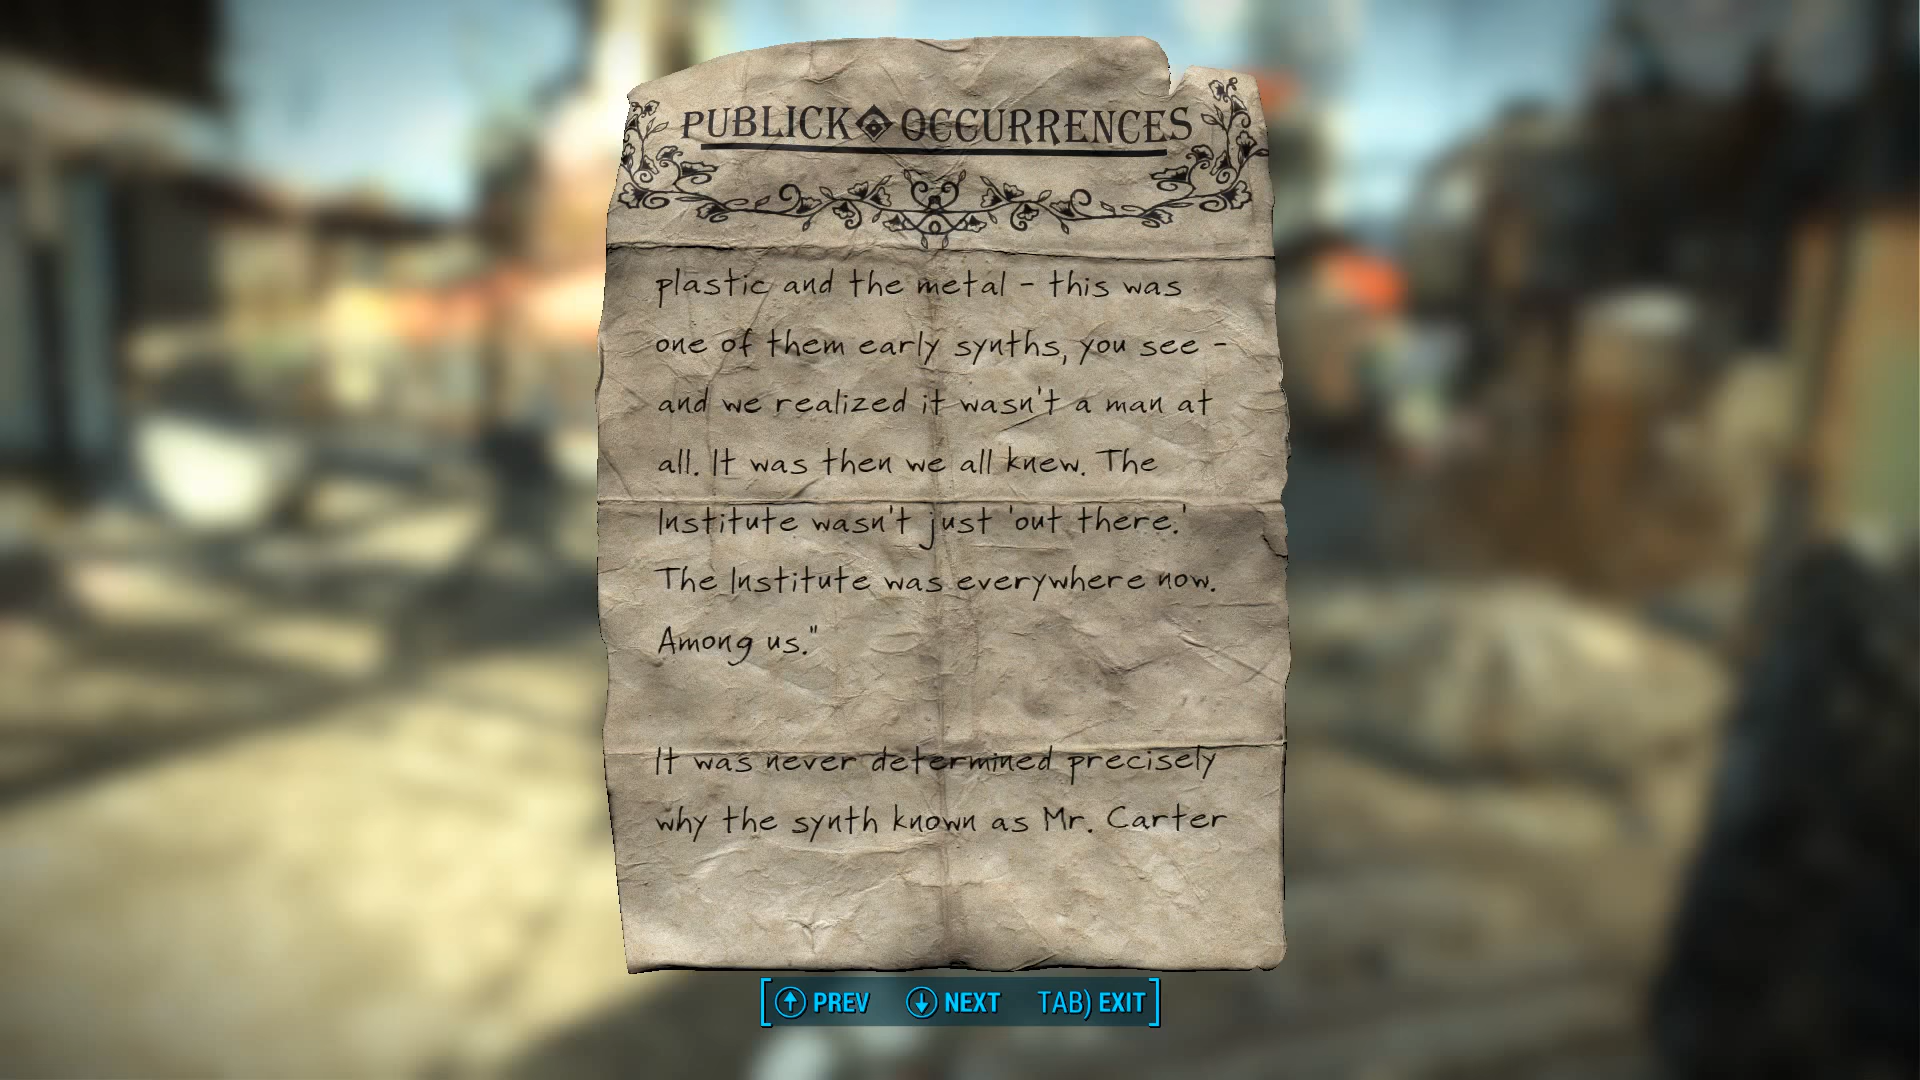 PUBLICK OCCURRENCES
plastic and the metal - this was
one of them early synths, you see -
and we realized it wasn't a man at
all. It was then we all knew. The
Institute wasn't just 'out there.'
The Institute was everywhere now.
Among us."
It was never determined precisely
why the synth known as Mr. Carter
PREV NEXT TAB) EXIT